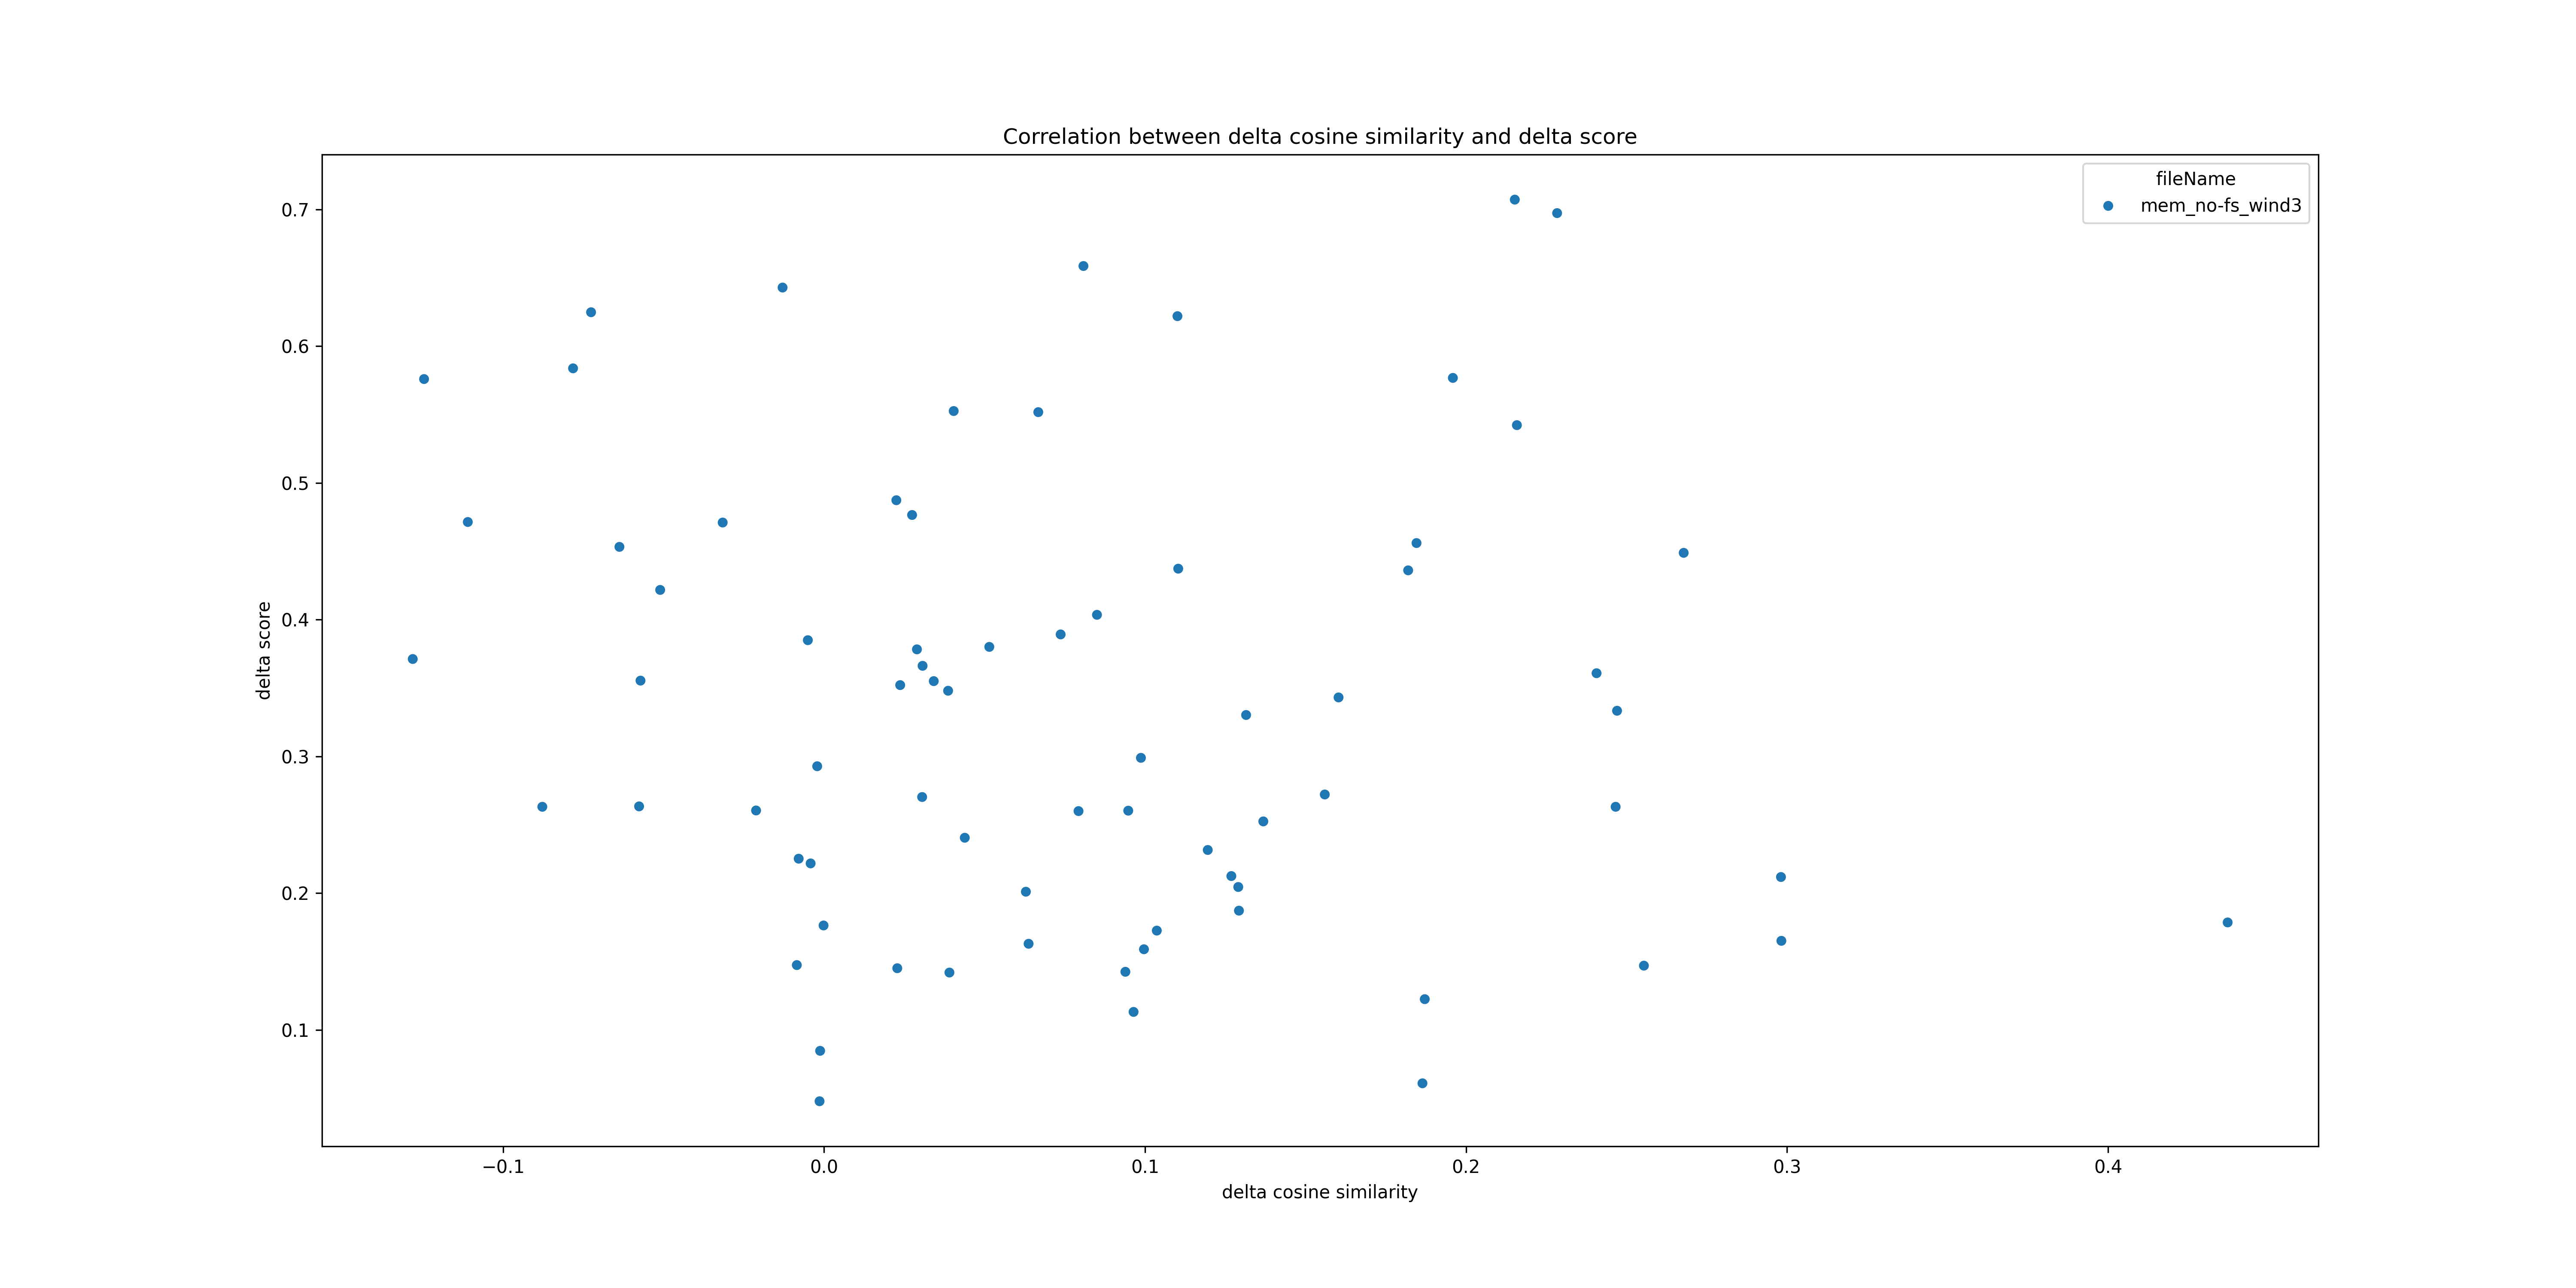 Correlation between delta cosine similarity and delta score
fileName
mem_no-fs_wind3
0.7
0.6
0.5
0.4
0.3
0.2
0.1
delta score
−0.1
0.0
0.1
0.2
0.3
0.4
delta cosine similarity